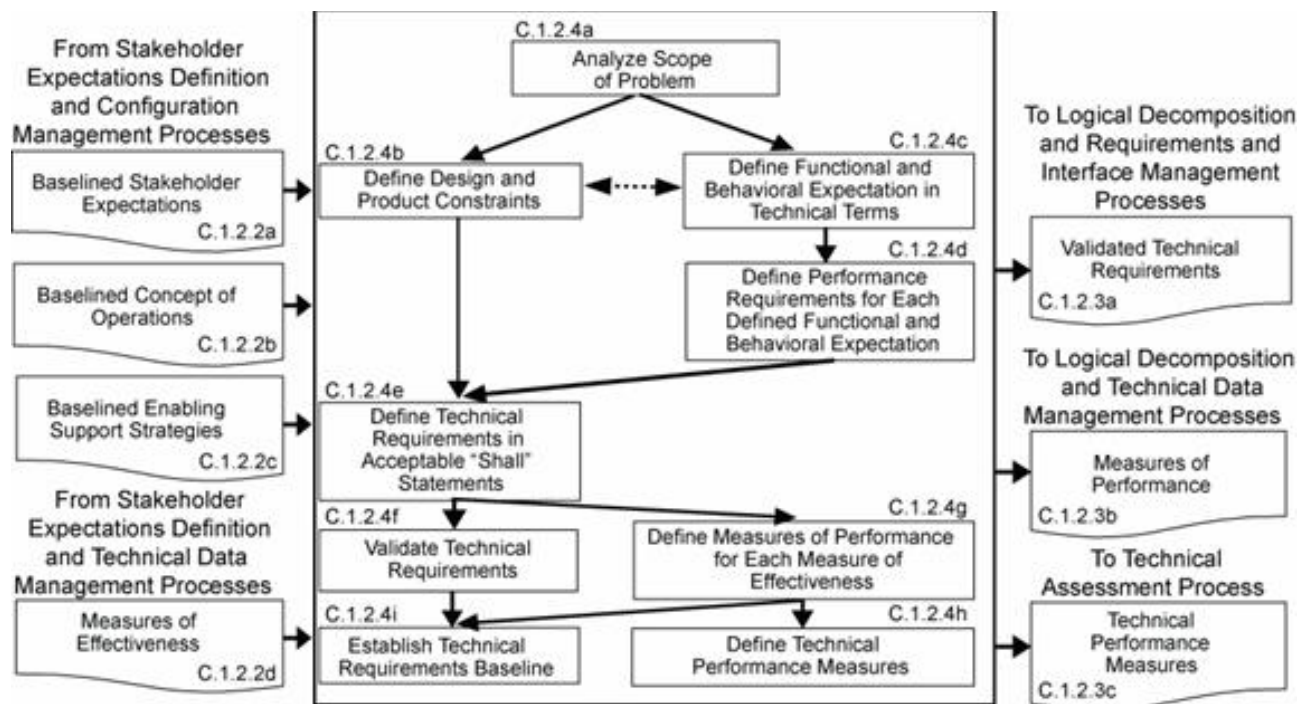 From Stakeholder
Expectations Definition
and Configuration
Management Processes
Baselined Stakeholder
Expectations
C.1.2.2a
Baselined Concept of
Operations
C.1.2.2b
Baselined Enabling
Support Strategies
C.1.2.2c
From Stakeholder
Expectations Definition
and Technical Data
Management Processes
Measures of
Effectiveness
C.1.2.2d
C.1.2.4a
Analyze Scope
of Problem
C.1.2.4b
Define Design and
Product Constraints
C.1.2.4c
Define Functional and
Behavioral Expectation in
Technical Terms
C.1.2.4d
Define Performance
Requirements for Each
Defined Functional and
Behavioral Expectation
C.1.2.4e
Define Technical
Requirements in
Acceptable “Shall”
Statements
C.1.2.4f
Validate Technical
Requirements
C.1.2.4g
Define Measures of Performance
for Each Measure of
Effectiveness
C.1.2.4i
Establish Technical
Requirements Baseline
C.1.2.4h
Define Technical
Performance Measures
To Logical Decomposition
and Requirements and
Interface Management
Processes
Validated Technical
Requirements
C.1.2.3a
To Logical Decomposition
and Technical Data
Management Processes
Measures of
Performance
C.1.2.3b
To Technical
Assessment Process
Technical
Performance
Measures
C.1.2.3c